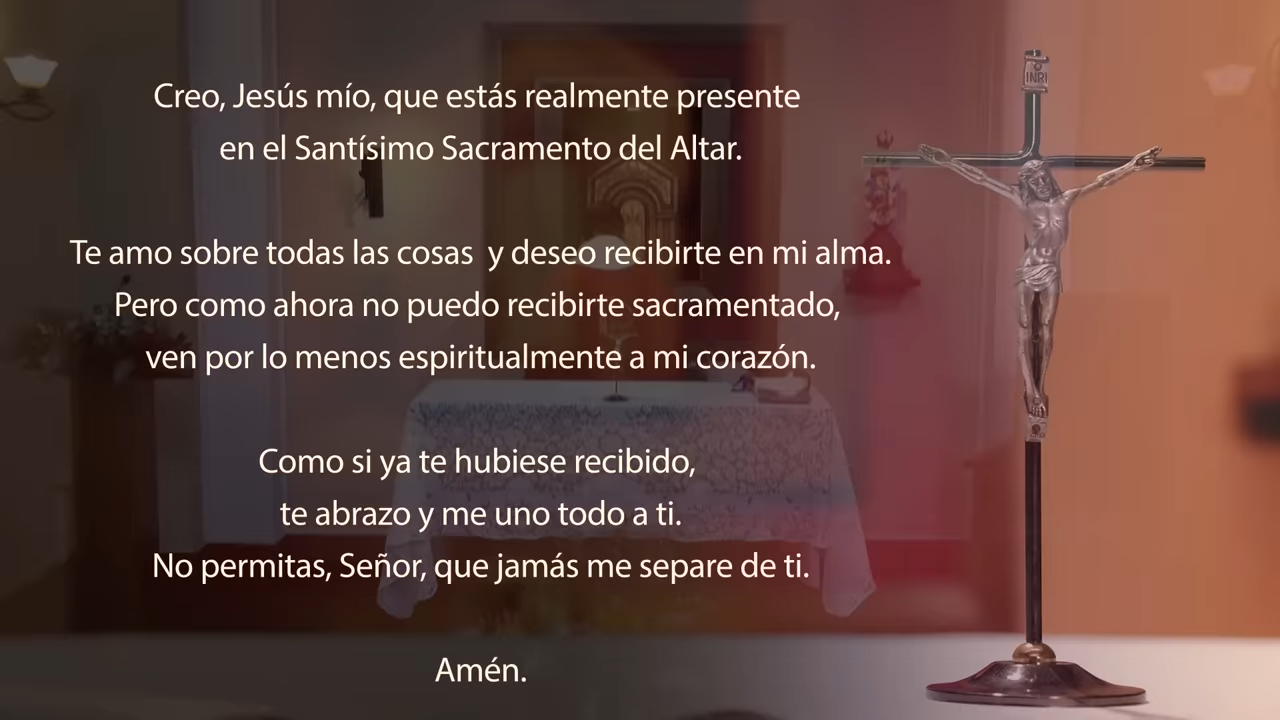 INRI
Creo, Jesús mío, que estás realmente presente
en el Santísimo Sacramento del Altar.
Te amo sobre todas las cosas y deseo recibirte en mi alma.
Pero como ahora no puedo recibirte sacramentado,
ven por lo menos espiritualmente a mi corazón.
Como si ya te hubiese recibido,
te abrazo y me uno todo a ti.
No permitas, Señor, que jamás me separe de ti.
Amén.